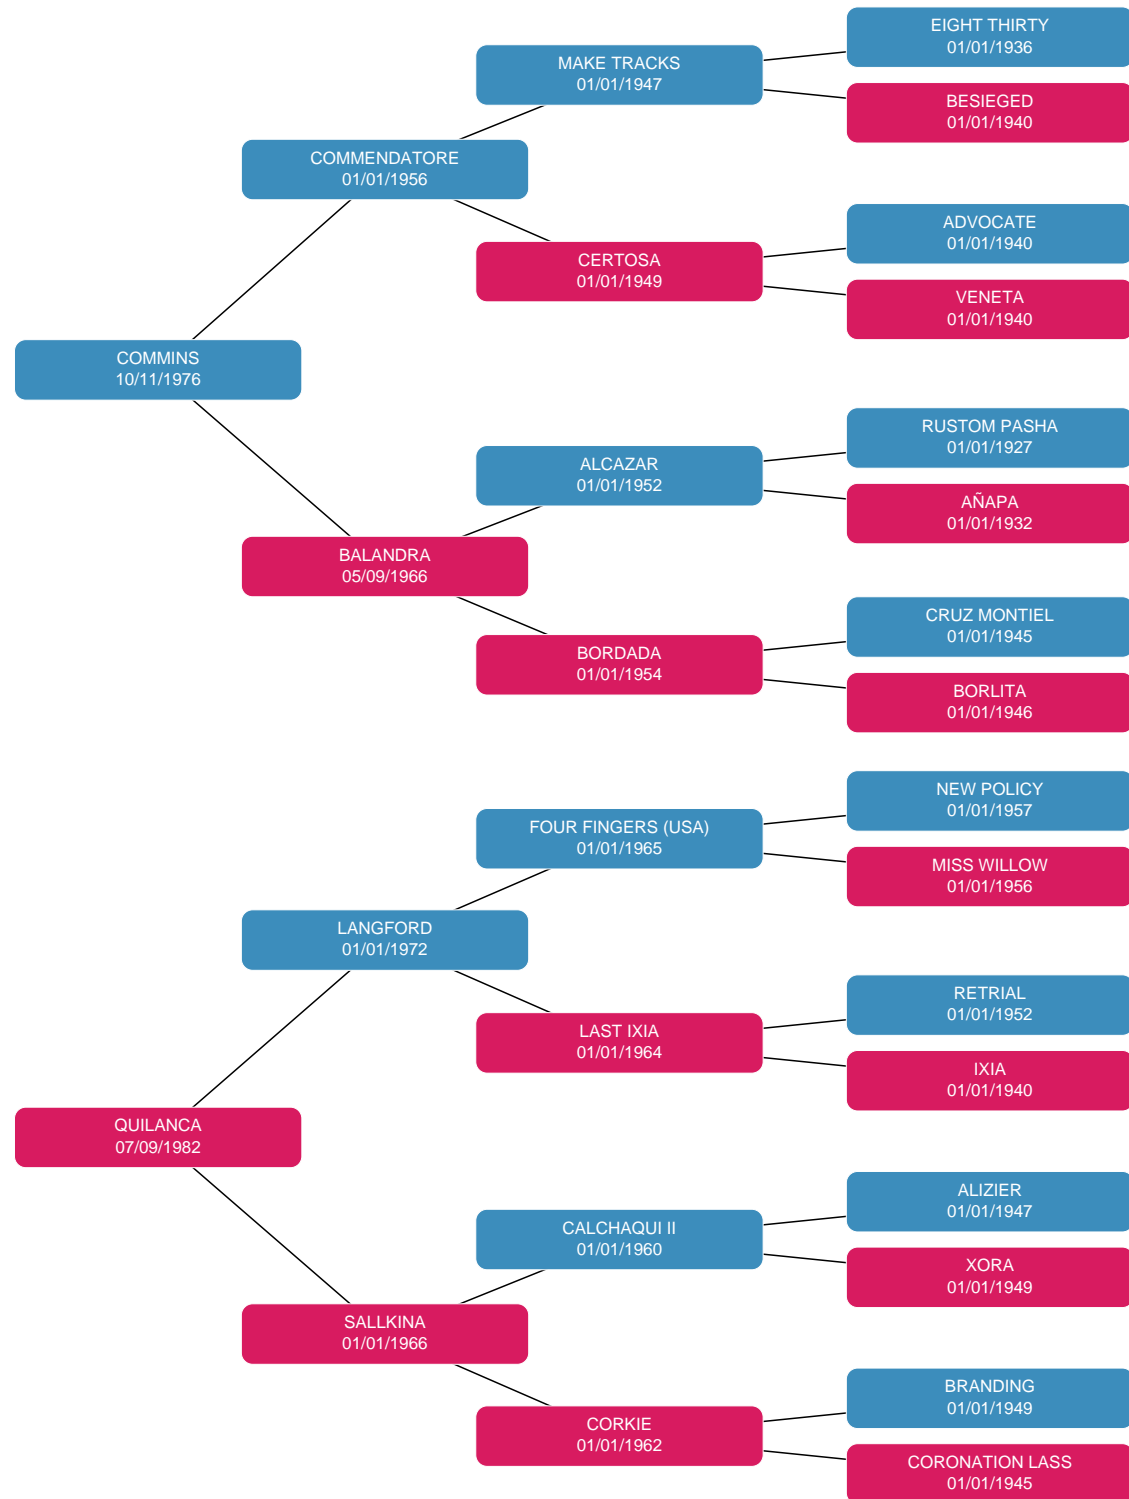 EIGHT THIRTY
01/01/1936
MAKE TRACKS
01/01/1947
BESIEGED
01/01/1940
COMMENDATORE
01/01/1956
ADVOCATE
01/01/1940
CERTOSA
01/01/1949
VENETA
01/01/1940
COMMINS
10/11/1976
RUSTOM PASHA
01/01/1927
ALCAZAR
01/01/1952
AÑAPA
01/01/1932
BALANDRA
05/09/1966
CRUZ MONTIEL
01/01/1945
BORDADA
01/01/1954
BORLITA
01/01/1946
NEW POLICY
01/01/1957
FOUR FINGERS (USA)
01/01/1965
MISS WILLOW
01/01/1956
LANGFORD
01/01/1972
RETRIAL
01/01/1952
LAST IXIA
01/01/1964
IXIA
01/01/1940
QUILANCA
07/09/1982
ALIZIER
01/01/1947
CALCHAQUI II
01/01/1960
XORA
01/01/1949
SALLKINA
01/01/1966
BRANDING
01/01/1949
CORKIE
01/01/1962
CORONATION LASS
01/01/1945